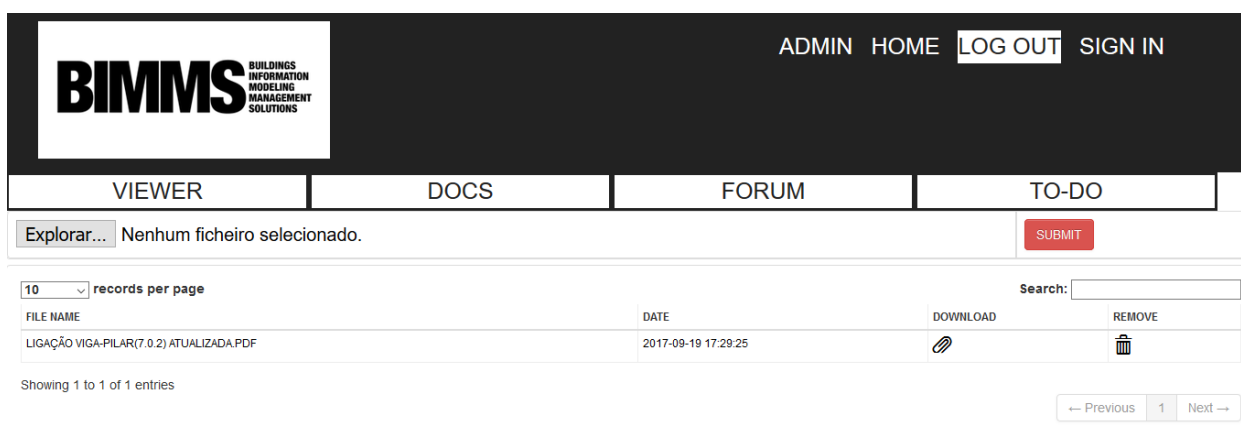 BIMMS BUILDINGS
INFORMATION
MODELING
MANAGEMENT
SOLUTIONS
ADMIN HOME LOG OUT SIGN IN
VIEWER DOCS FORUM TO-DO
Explorar... Nenhum ficheiro selecionado. SUBMIT
10 records per page Search:
FILE NAME DATE DOWNLOAD REMOVE
LIGAÇÃO VIGA-PILAR(7.0.2) ATUALIZADA.PDF 2017-09-19 17:29:25
Showing 1 to 1 of 1 entries
← Previous 1 Next →